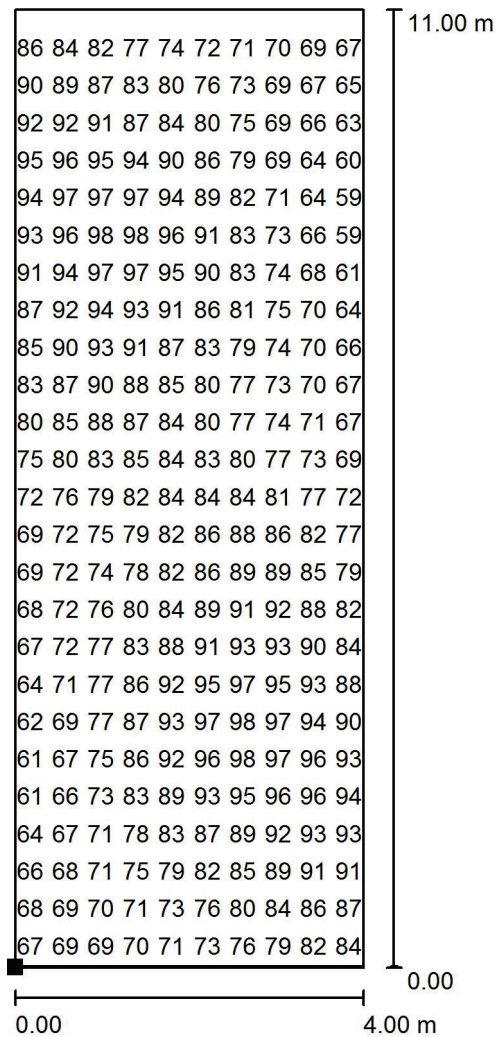 11.00 m
86 84 82 77 74 72 71 70 69 67
90 89 87 83 80 76 73 69 67 65
92 92 91 87 84 80 75 69 66 63
95 96 95 94 90 86 79 69 64 60
94 97 97 97 94 89 82 71 64 59
93 96 98 98 96 91 83 73 66 59
91 94 97 97 95 90 83 74 68 61
87 92 94 93 91 86 81 75 70 64
85 90 93 91 87 83 79 74 70 66
83 87 90 88 85 80 77 73 70 67
80 85 88 87 84 80 77 74 71 67
75 80 83 85 84 83 80 77 73 69
72 76 79 82 84 84 84 81 77 72
69 72 75 79 82 86 88 86 82 77
69 72 74 78 82 86 89 89 85 79
68 72 76 80 84 89 91 92 88 82
67 72 77 83 88 91 93 93 90 84
64 71 77 86 92 95 97 95 93 88
62 69 77 87 93 97 98 97 94 90
61 67 75 86 92 96 98 97 96 93
61 66 73 83 89 93 95 96 96 94
64 67 71 78 83 87 89 92 93 93
66 68 71 75 79 82 85 89 91 91
68 69 70 71 73 76 80 84 86 87
67 69 69 70 71 73 76 79 82 84
0.00
0.00 4.00 m